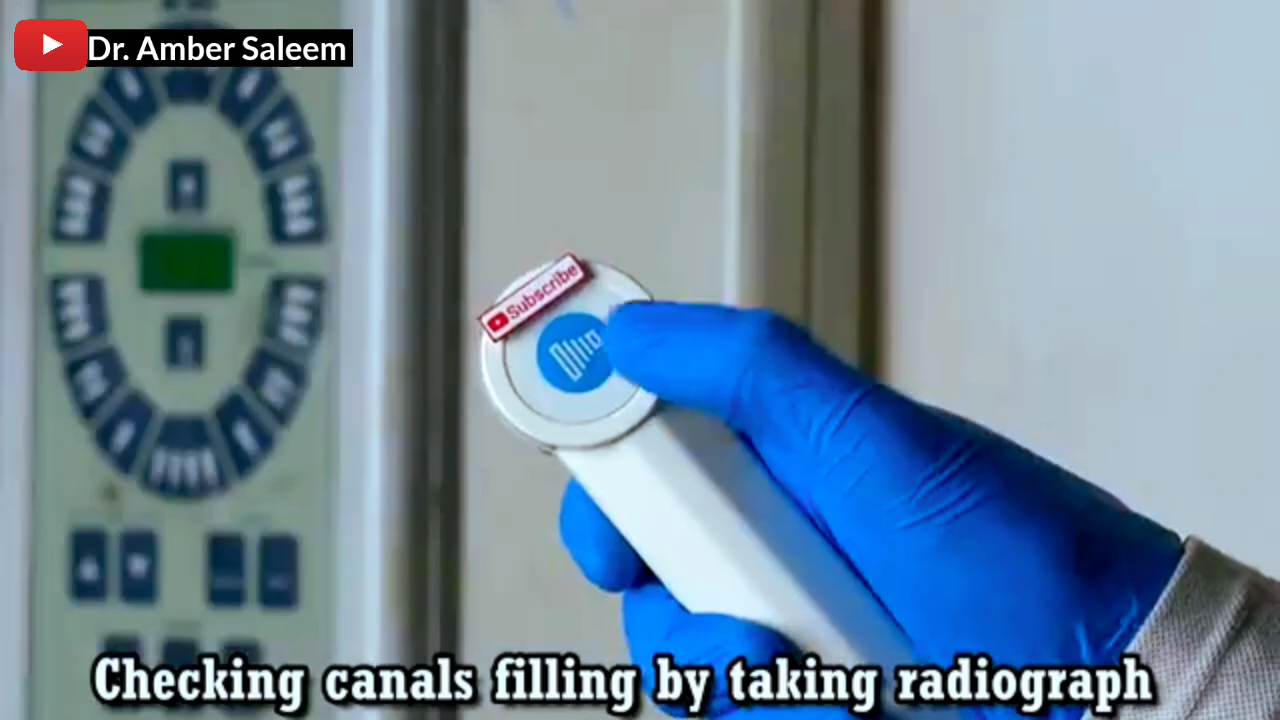 Dr. Amber Saleem
Subscribe
Checking canals filling by taking radiograph